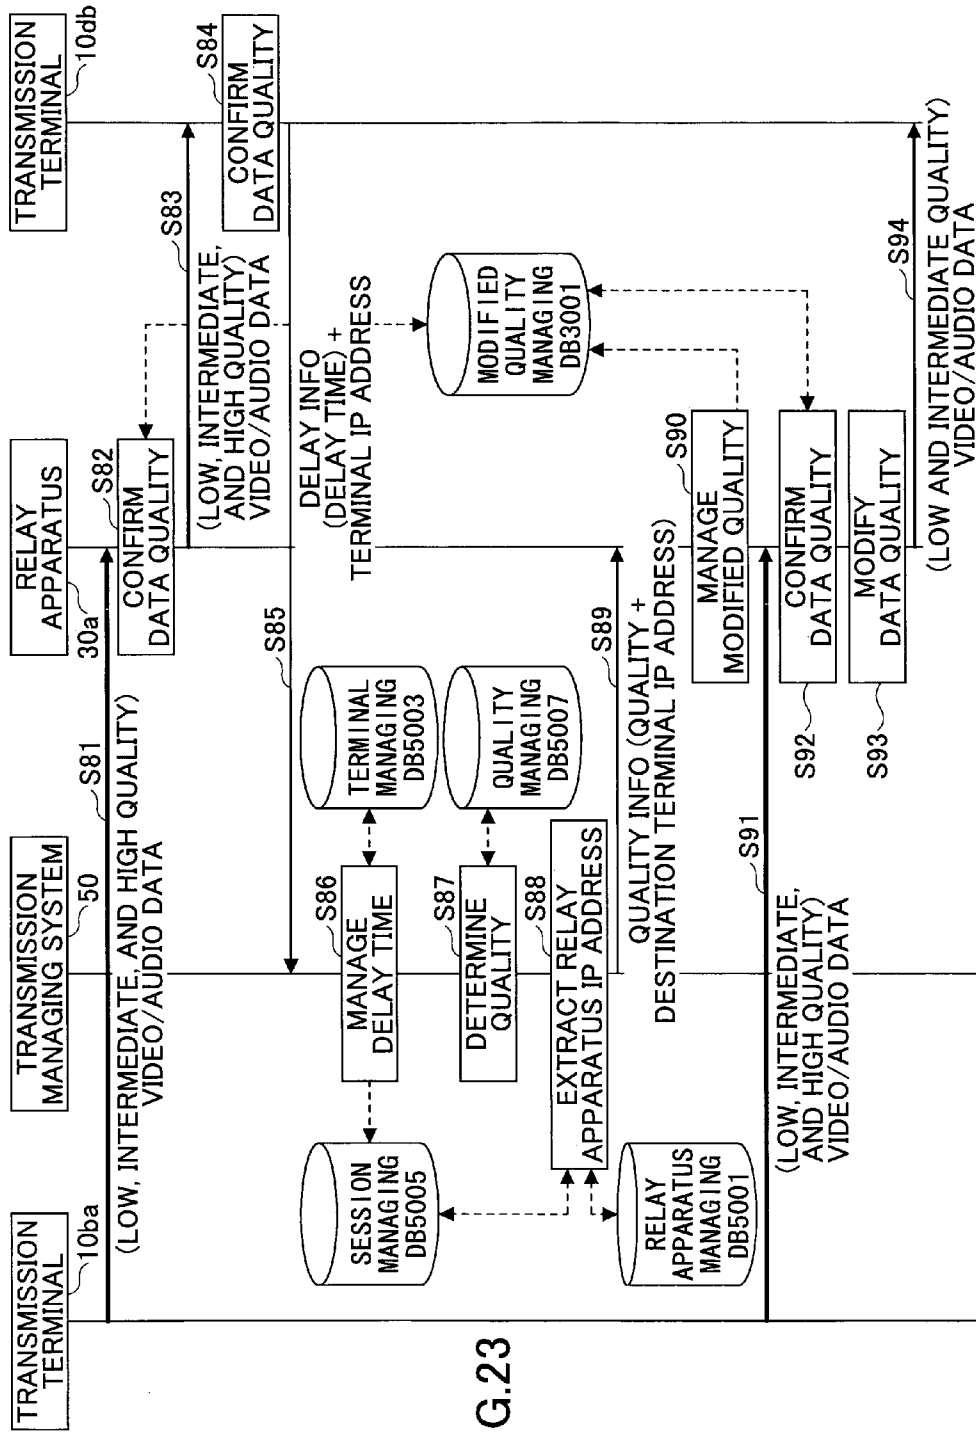 TRANSMISSION
TERMINAL
10ba
TRANSMISSION
MANAGING SYSTEM
50
RELAY
APPARATUS
30a
TRANSMISSION
TERMINAL
10db
S81
(LOW, INTERMEDIATE, AND HIGH QUALITY)
VIDEO/AUDIO DATA
S82
CONFIRM
DATA QUALITY
S83
(LOW, INTERMEDIATE,
AND HIGH QUALITY)
VIDEO/AUDIO DATA
S84
CONFIRM
DATA QUALITY
S85
DELAY INFO
(DELAY TIME) +
TERMINAL IP ADDRESS
S86
MANAGE
DELAY TIME
SESSION
MANAGING
DB5005
TERMINAL
MANAGING
DB5003
MODIFIED
QUALITY
MANAGING
DB3001
S87
DETERMINE
QUALITY
QUALITY
MANAGING
DB5007
S88
EXTRACT RELAY
APPARATUS IP ADDRESS
RELAY
APPARATUS
MANAGING
DB5001
S89
QUALITY INFO (QUALITY +
DESTINATION TERMINAL IP ADDRESS)
S90
MANAGE
MODIFIED QUALITY
S91
(LOW, INTERMEDIATE,
AND HIGH QUALITY)
VIDEO/AUDIO DATA
S92
CONFIRM
DATA QUALITY
S93
MODIFY
DATA QUALITY
S94
(LOW AND INTERMEDIATE QUALITY)
VIDEO/AUDIO DATA
G.23